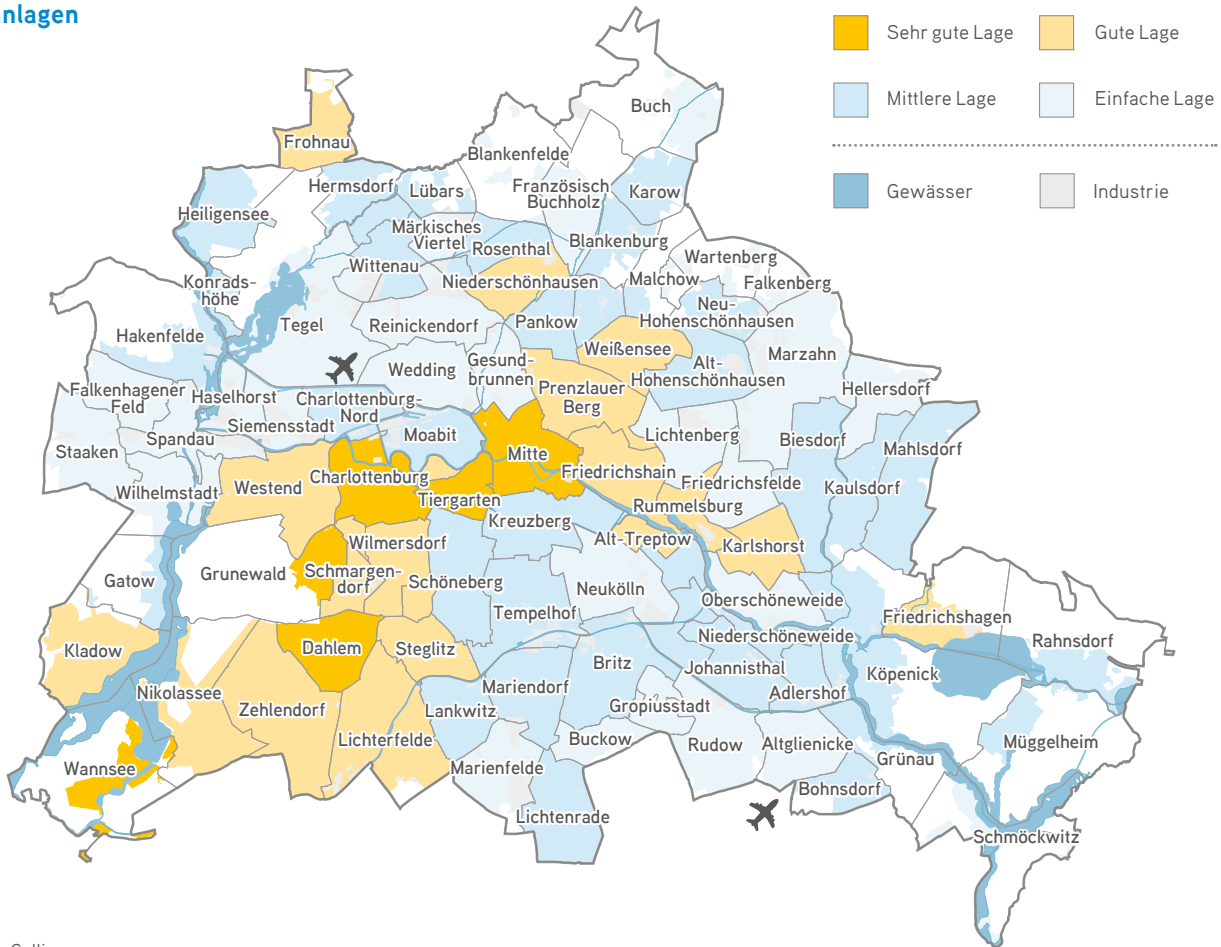 nlagen
Sehr gute Lage
Gute Lage
Mittlere Lage
Einfache Lage
Gewässer
Industrie
Buch
Frohnau
Blankenfelde
Hermsdorf
Lübars
Französisch
Buchholz
Karow
Heiligensee
Märkisches
Viertel
Rosenthal
Blankenburg
Wartenberg
Wittenau
Niederschönhausen
Malchow
Falkenberg
Konrads-
höhe
Neu-
Hohenschönhausen
Hakenfelde
Tegel
Reinickendorf
Pankow
Weißensee
Marzahn
Wedding
Gesund-
brunnen
Alt-
Hohenschönhausen
Falkenhagener
Feld
Haselhorst
Charlottenburg-
Nord
Prenzlauer
Berg
Hellersdorf
Siemensstadt
Spandau
Moabit
Lichtenberg
Biesdorf
Mahlsdorf
Staaken
Mitte
Wilhelmstadt
Westend
Charlottenburg
Friedrichshain
Friedrichsfelde
Kaulsdorf
Tiergarten
Rummelsburg
Kreuzberg
Wilmersdorf
Alt-Treptow
Karlshorst
Gatow
Grunewald
Schmargen-
dorf
Schöneberg
Neukölln
Oberschöneweide
Tempelhof
Friedrichshagen
Kladow
Dahlem
Steglitz
Niederschöneweide
Rahnsdorf
Britz
Johannisthal
Köpenick
Nikolassee
Zehlendorf
Mariendorf
Adlershof
Lankwitz
Gropiusstadt
Lichterfelde
Buckow
Rudow
Altglienicke
Müggelheim
Wannsee
Marienfelde
Grünau
Bohnsdorf
Lichtenrade
Schmöckwitz